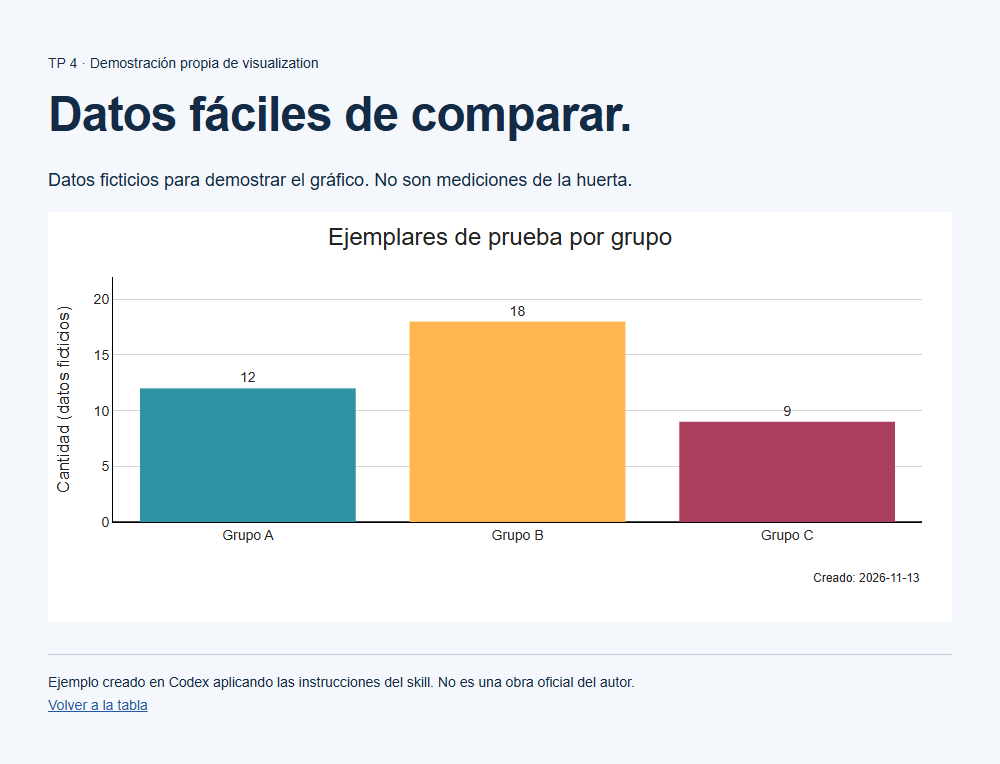 TP 4 · Demostración propia de visualization
Datos fáciles de comparar.
Datos ficticios para demostrar el gráfico. No son mediciones de la huerta.
Ejemplares de prueba por grupo
Cantidad (datos ficticios)
20
15
10
5
0
12
18
9
Grupo A
Grupo B
Grupo C
Creado: 2026-11-13
Ejemplo creado en Codex aplicando las instrucciones del skill. No es una obra oficial del autor.
Volver a la tabla